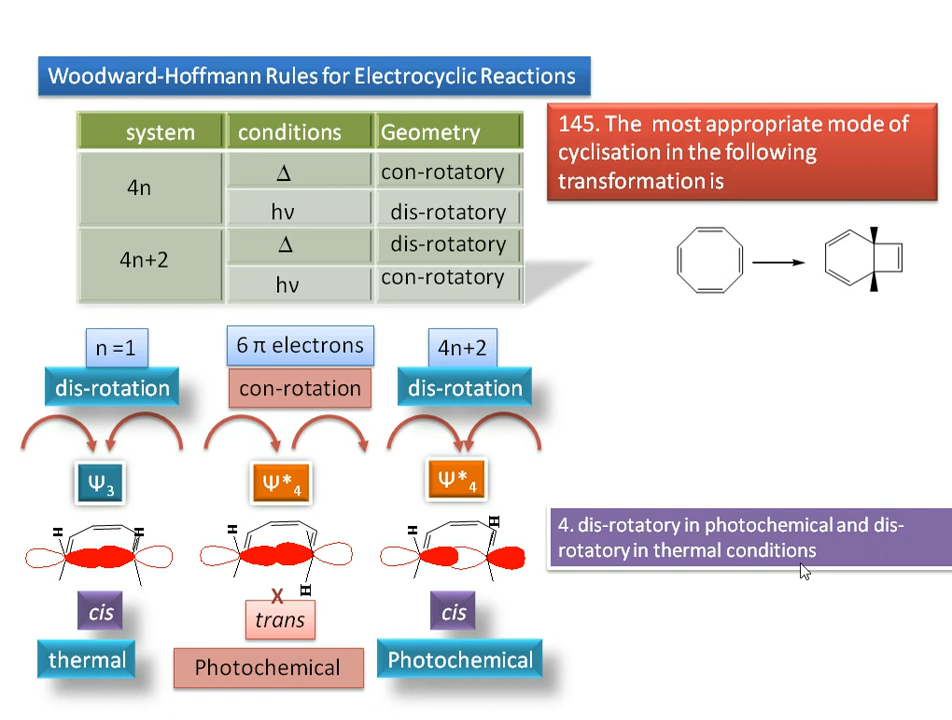 Woodward-Hoffmann Rules for Electrocyclic Reactions
system conditions Geometry
4n Δ con-rotatory
hν dis-rotatory
4n+2 Δ dis-rotatory
hν con-rotatory
145. The most appropriate mode of
cyclisation in the following
transformation is
n =1 6 π electrons 4n+2
dis-rotation con-rotation dis-rotation
Ψ3 Ψ*4 Ψ*4
H H H H H
H
4. dis-rotatory in photochemical and dis-
rotatory in thermal conditions
cis X trans cis
thermal Photochemical Photochemical